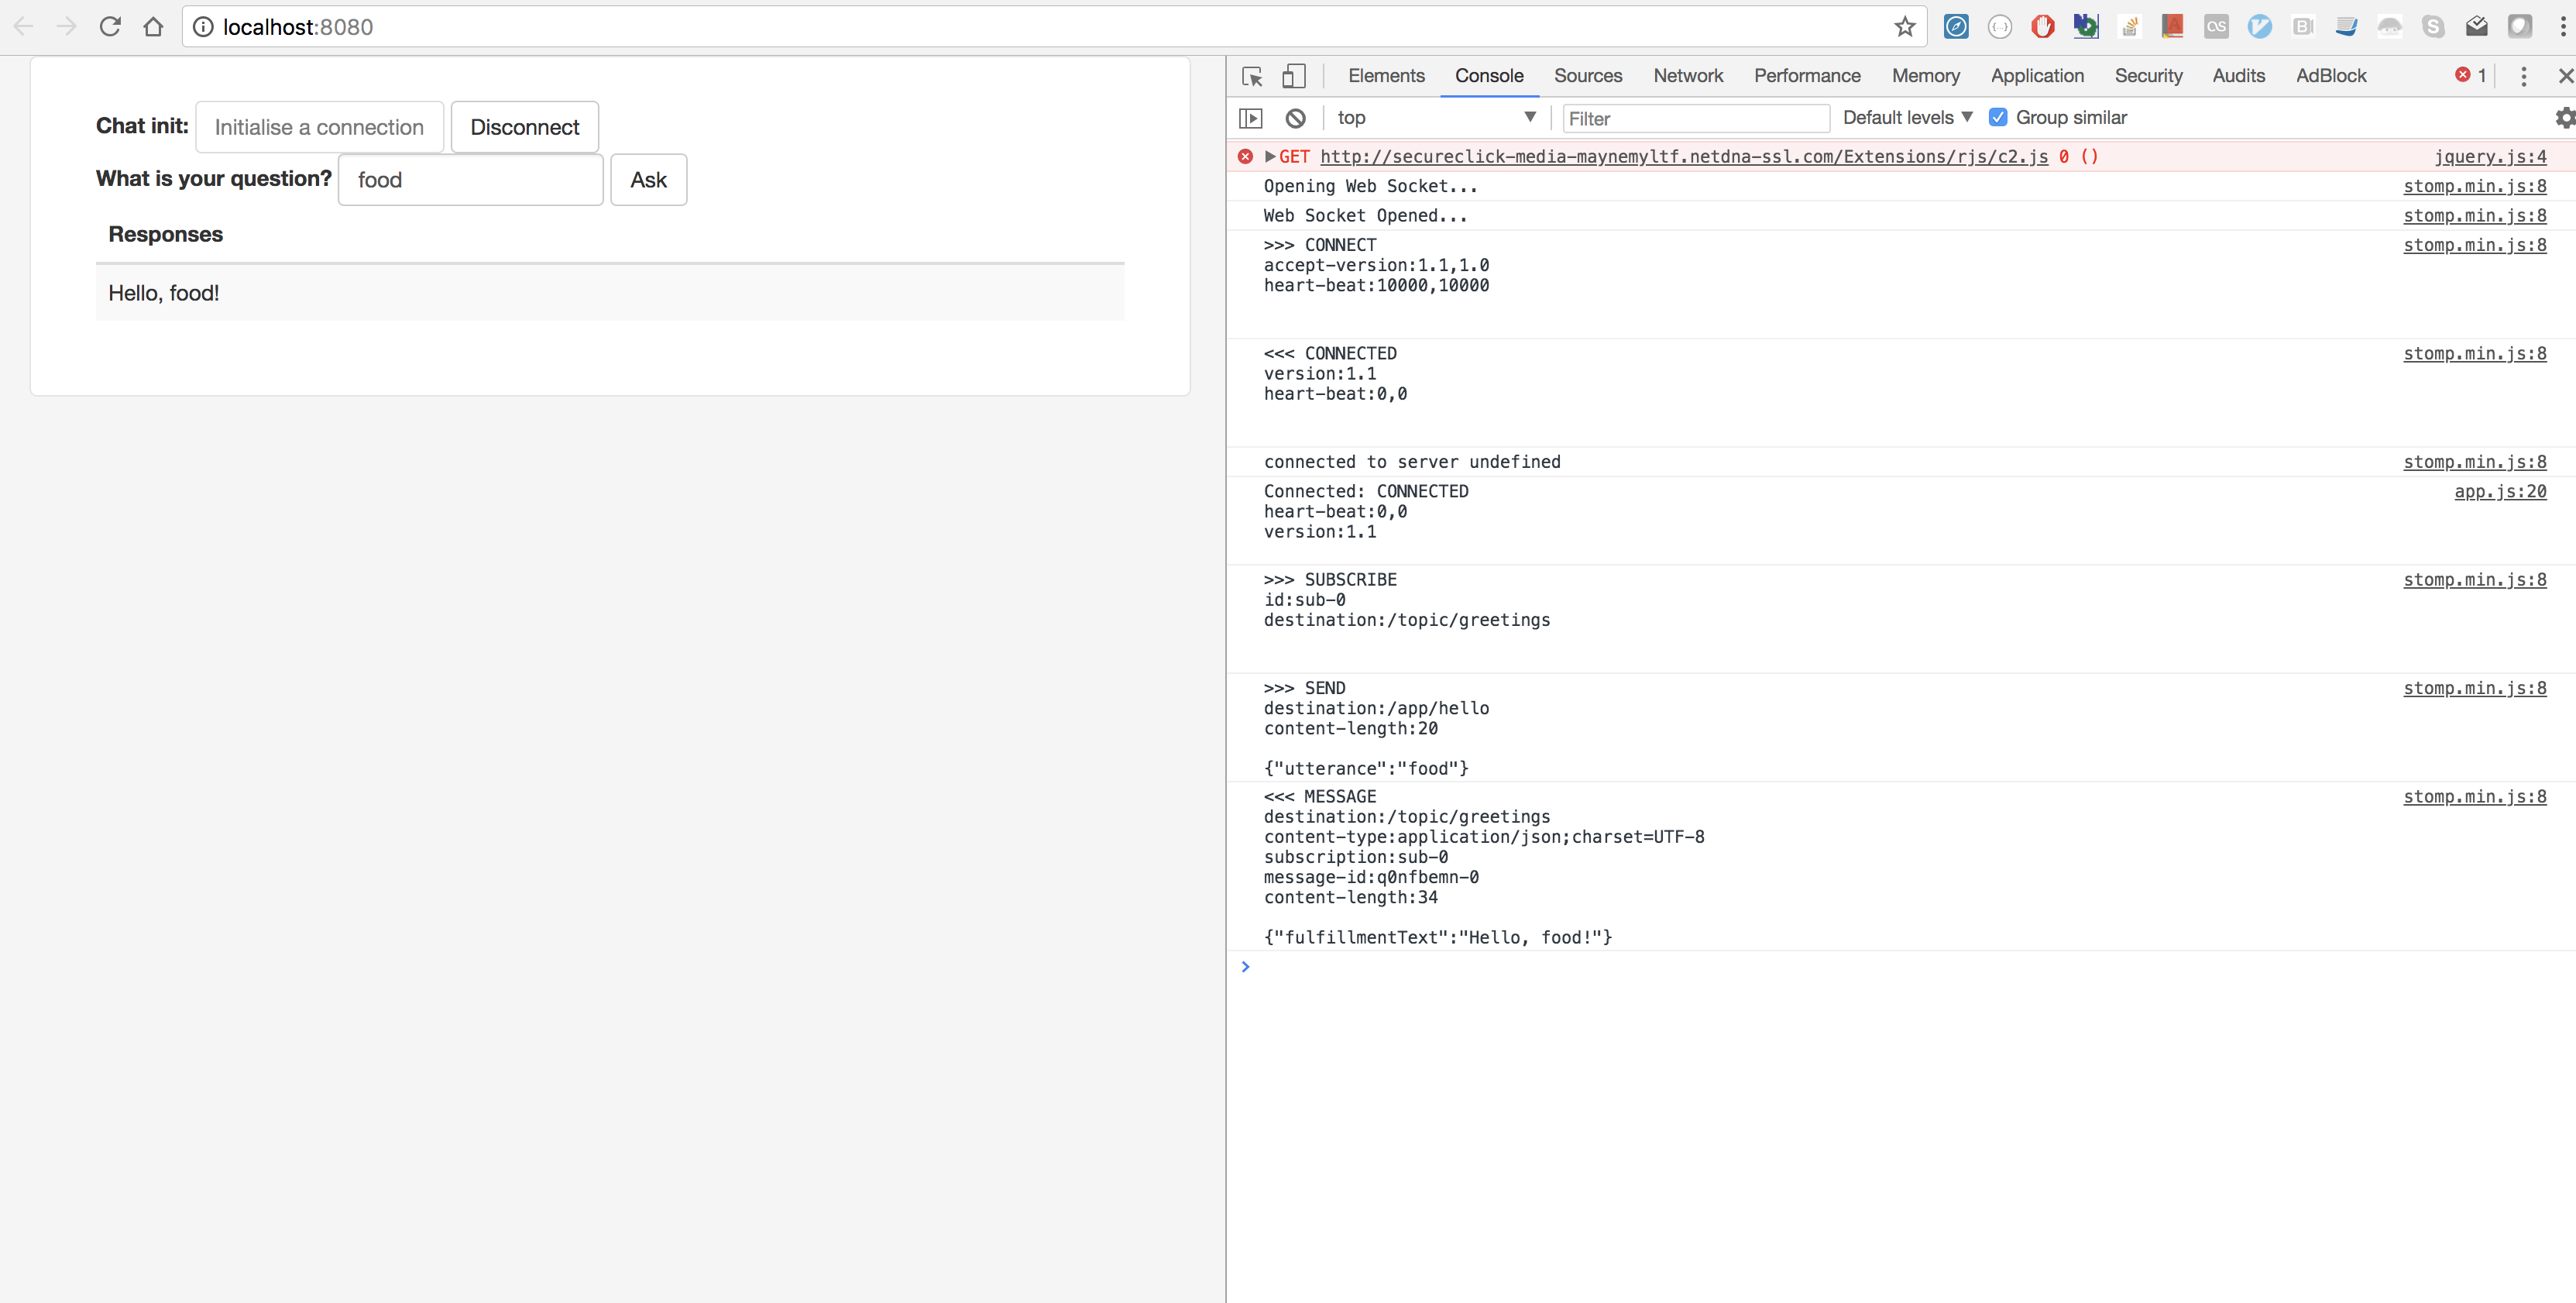 localhost:8080
Chat init: Initialise a connection Disconnect
What is your question? food Ask
Responses
Hello, food!
Elements Console Sources Network Performance Memory Application Security Audits AdBlock 1
top Filter Default levels Group similar
GET http://secureclick-media-maynemyltf.netdna-ssl.com/Extensions/rjs/c2.js 0 () jquery.js:4
Opening Web Socket... stomp.min.js:8
Web Socket Opened... stomp.min.js:8
>>> CONNECT stomp.min.js:8
accept-version:1.1,1.0
heart-beat:10000,10000
<<< CONNECTED stomp.min.js:8
version:1.1
heart-beat:0,0
connected to server undefined stomp.min.js:8
Connected: CONNECTED app.js:20
heart-beat:0,0
version:1.1
>>> SUBSCRIBE stomp.min.js:8
id:sub-0
destination:/topic/greetings
>>> SEND stomp.min.js:8
destination:/app/hello
content-length:20
{"utterance":"food"}
<<< MESSAGE stomp.min.js:8
destination:/topic/greetings
content-type:application/json;charset=UTF-8
subscription:sub-0
message-id:q0nfbemn-0
content-length:34
{"fulfillmentText":"Hello, food!"}